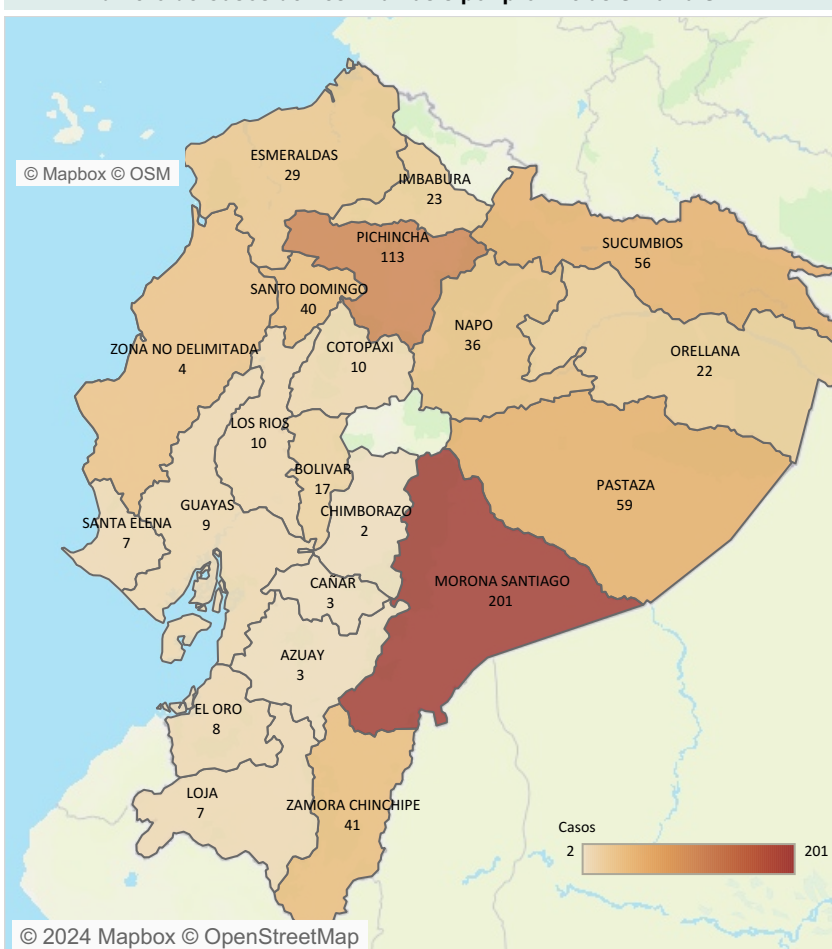 © Mapbox © OSM
ESMERALDAS
29
IMBABURA
23
PICHINCHA
113
SUCUMBIOS
56
SANTO DOMINGO
40
NAPO
36
ZONA NO DELIMITADA
4
COTOPAXI
10
ORELLANA
22
LOS RIOS
10
BOLIVAR
17
PASTAZA
59
GUAYAS
9
CHIMBORAZO
2
SANTA ELENA
7
CAÑAR
3
MORONA SANTIAGO
201
AZUAY
3
EL ORO
8
LOJA
7
ZAMORA CHINCHIPE
41
Casos
2 201
© 2024 Mapbox © OpenStreetMap